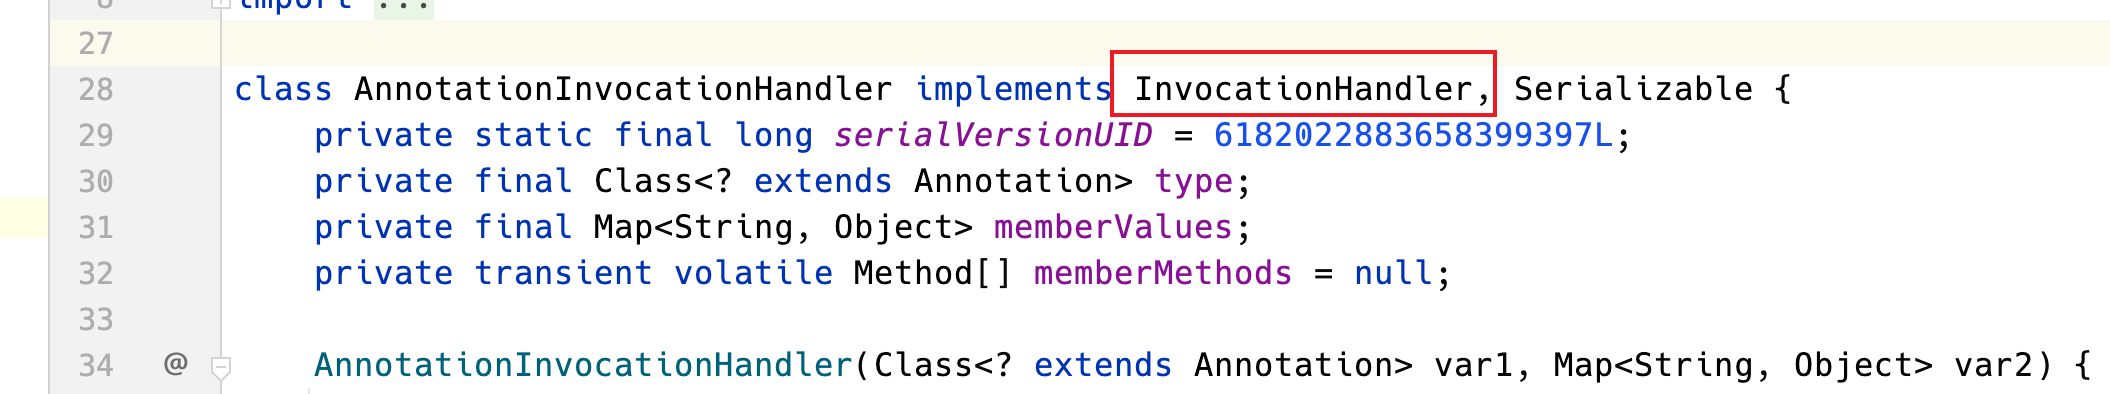 8 import ...
27
28 class AnnotationInvocationHandler implements InvocationHandler, Serializable {
29 private static final long serialVersionUID = 6182022883658399397L;
30 private final Class<? extends Annotation> type;
31 private final Map<String, Object> memberValues;
32 private transient volatile Method[] memberMethods = null;
33
34 @ AnnotationInvocationHandler(Class<? extends Annotation> var1, Map<String, Object> var2) {